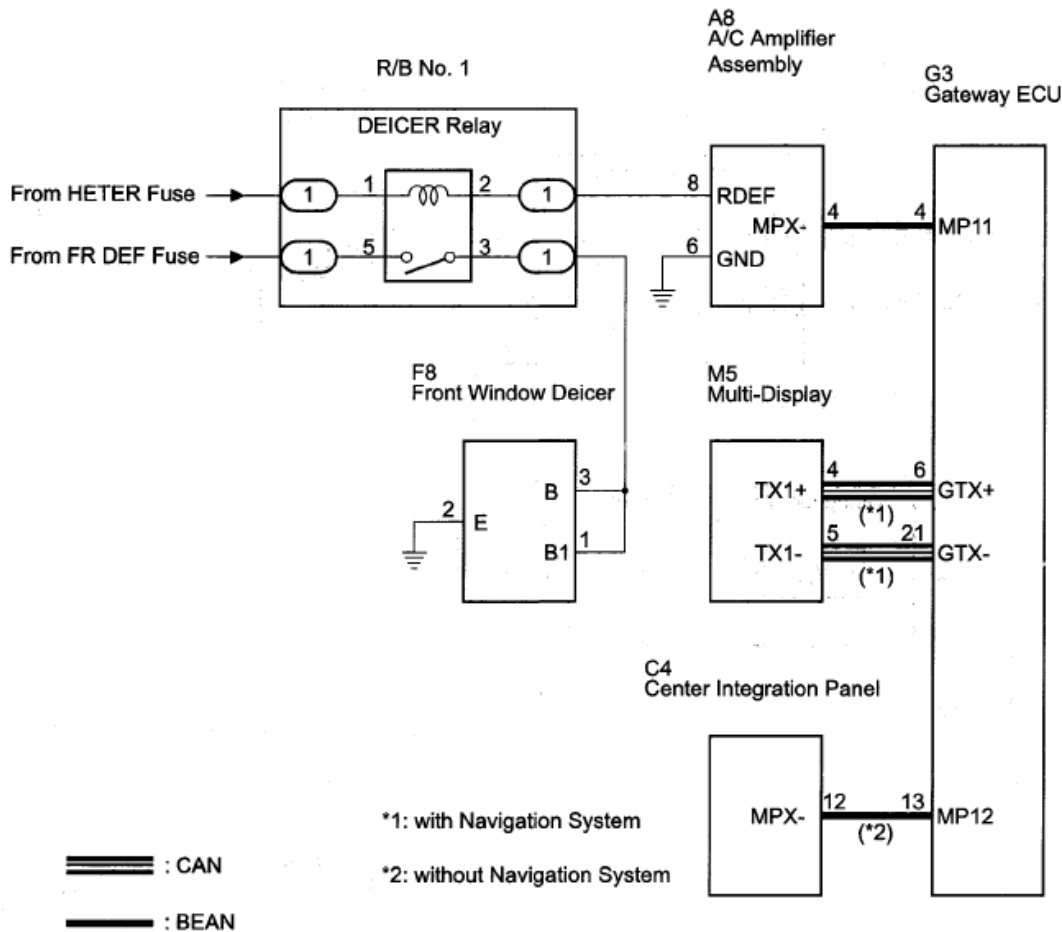 A8
A/C Amplifier
Assembly
R/B No. 1
G3
Gateway ECU
DEICER Relay
From HETER Fuse
1
1
2
1
8
RDEF
MPX-
4
4
MP11
From FR DEF Fuse
1
5
3
1
6
GND
F8
Front Window Deicer
M5
Multi-Display
B
3
2
E
B1
1
TX1+
4
6
GTX+
(*1)
TX1-
5
21
GTX-
(*1)
C4
Center Integration Panel
MPX-
12
13
MP12
(*2)
*1: with Navigation System
*2: without Navigation System
: CAN
: BEAN